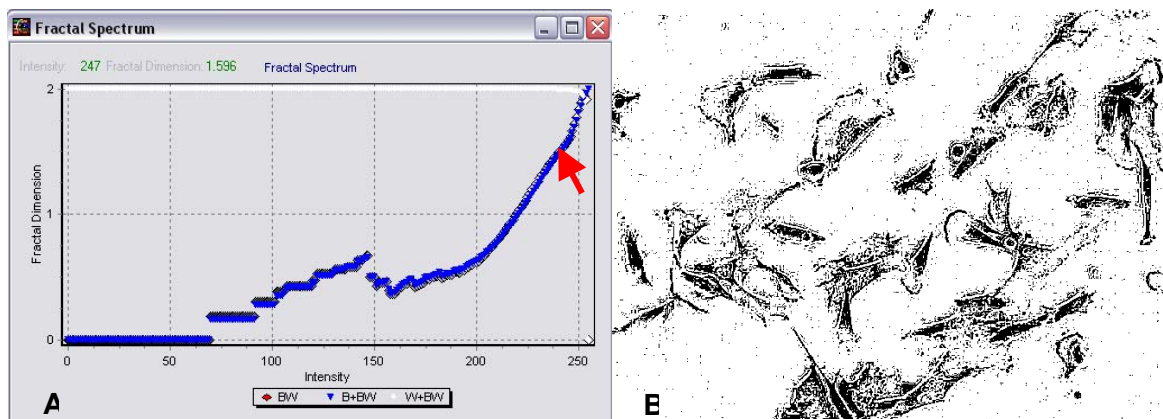 Fractal Spectrum
Intensity: 247 Fractal Dimension: 1.596 Fractal Spectrum
2
1
0
Fractal Dimension
0 50 100 150 200 250
Intensity
BW B+BW W+BW
A
B